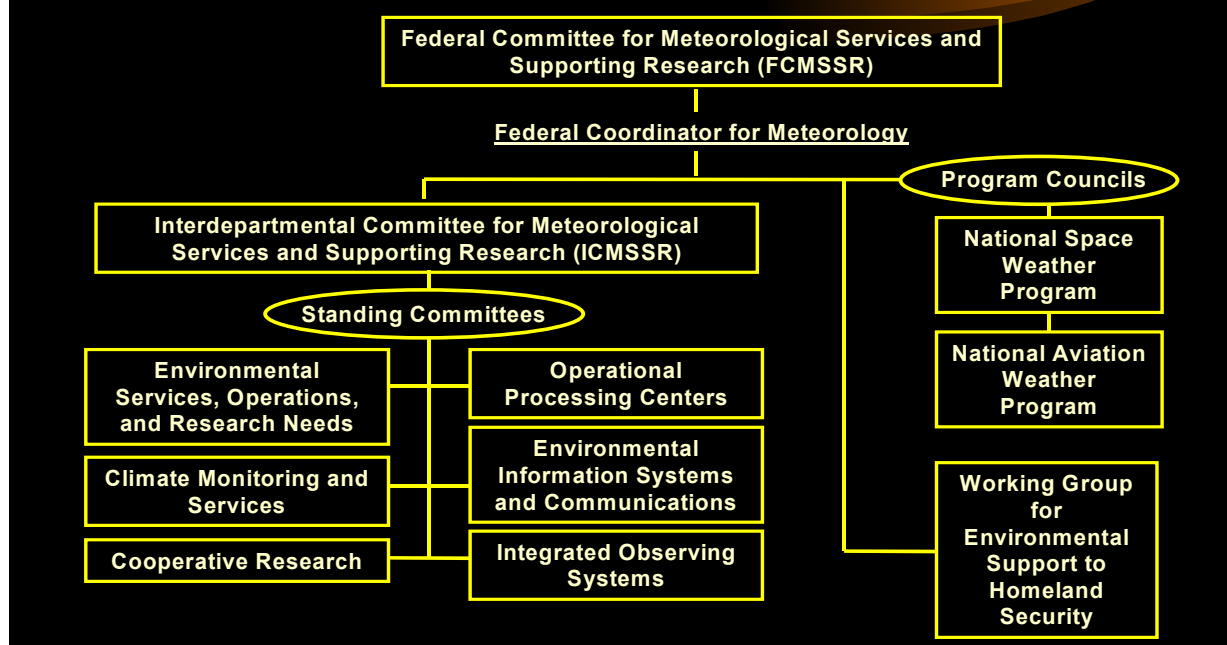 Federal Committee for Meteorological Services and
Supporting Research (FCMSSR)
Federal Coordinator for Meteorology
Program Councils
Interdepartmental Committee for Meteorological
Services and Supporting Research (ICMSSR)
National Space
Weather
Program
Standing Committees
National Aviation
Weather
Program
Environmental
Services, Operations,
and Research Needs
Operational
Processing Centers
Climate Monitoring and
Services
Environmental
Information Systems
and Communications
Cooperative Research
Integrated Observing
Systems
Working Group
for
Environmental
Support to
Homeland
Security